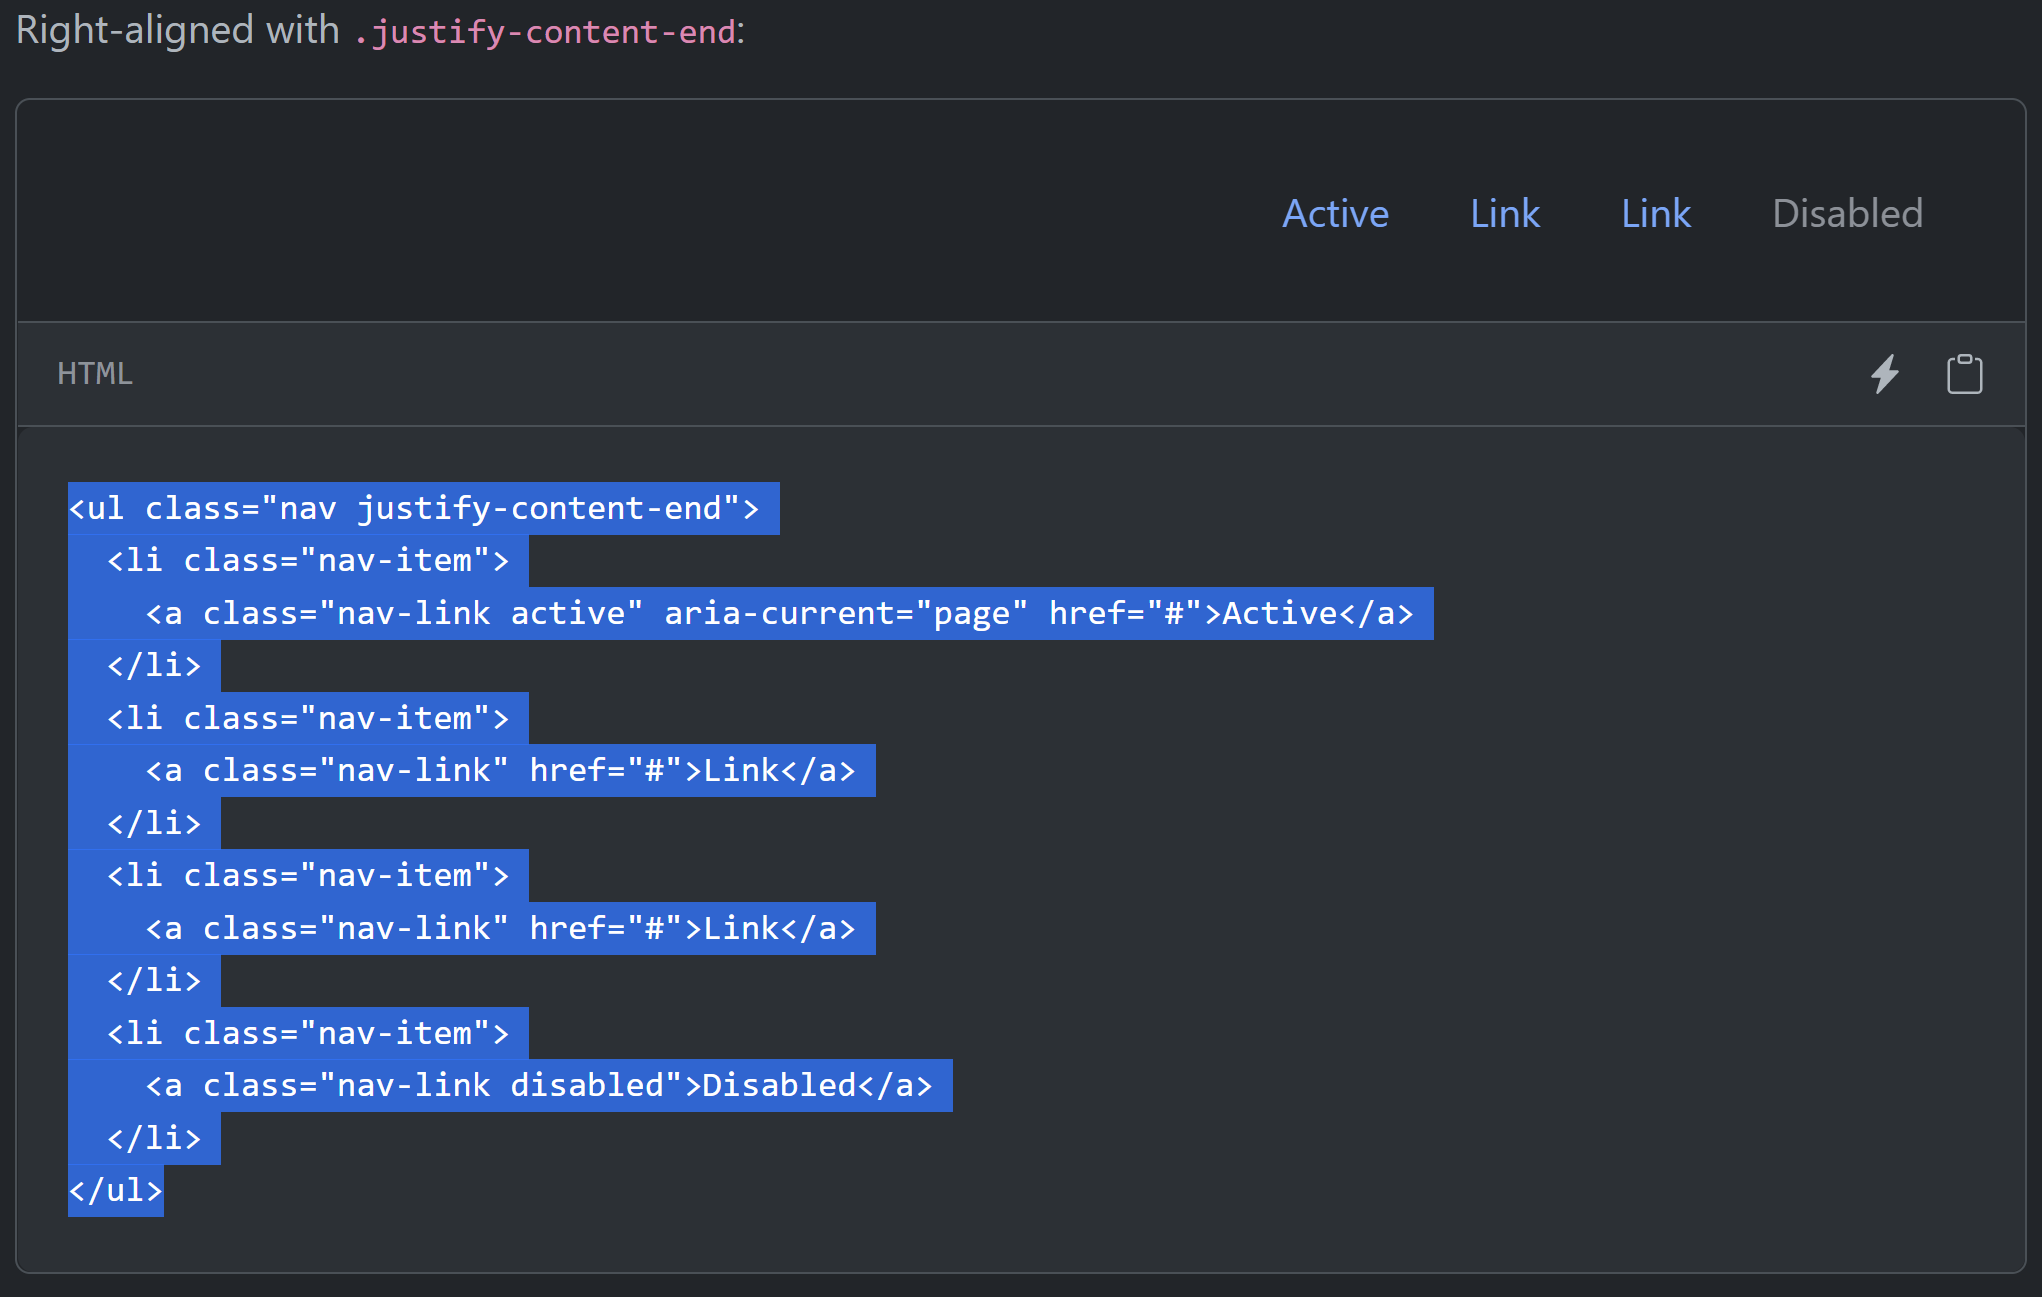 Right-aligned with .justify-content-end:
Active Link Link Disabled
HTML
<ul class="nav justify-content-end">
  <li class="nav-item">
    <a class="nav-link active" aria-current="page" href="#">Active</a>
  </li>
  <li class="nav-item">
    <a class="nav-link" href="#">Link</a>
  </li>
  <li class="nav-item">
    <a class="nav-link" href="#">Link</a>
  </li>
  <li class="nav-item">
    <a class="nav-link disabled">Disabled</a>
  </li>
</ul>